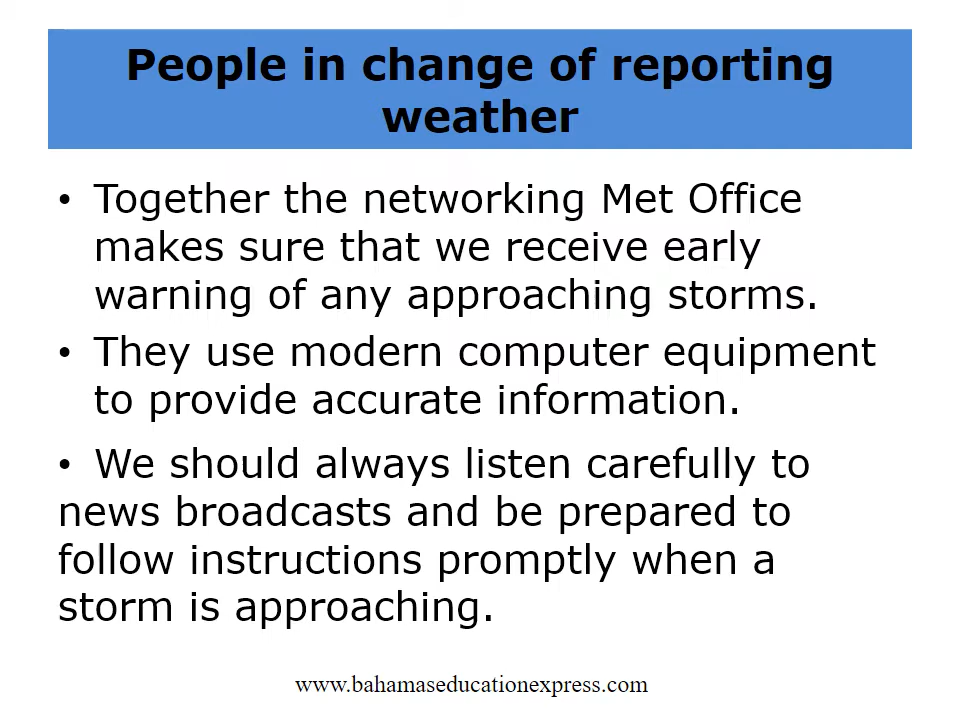 People in change of reporting
weather
• Together the networking Met Office
makes sure that we receive early
warning of any approaching storms.
• They use modern computer equipment
to provide accurate information.
• We should always listen carefully to
news broadcasts and be prepared to
follow instructions promptly when a
storm is approaching.
www.bahamaseducationexpress.com